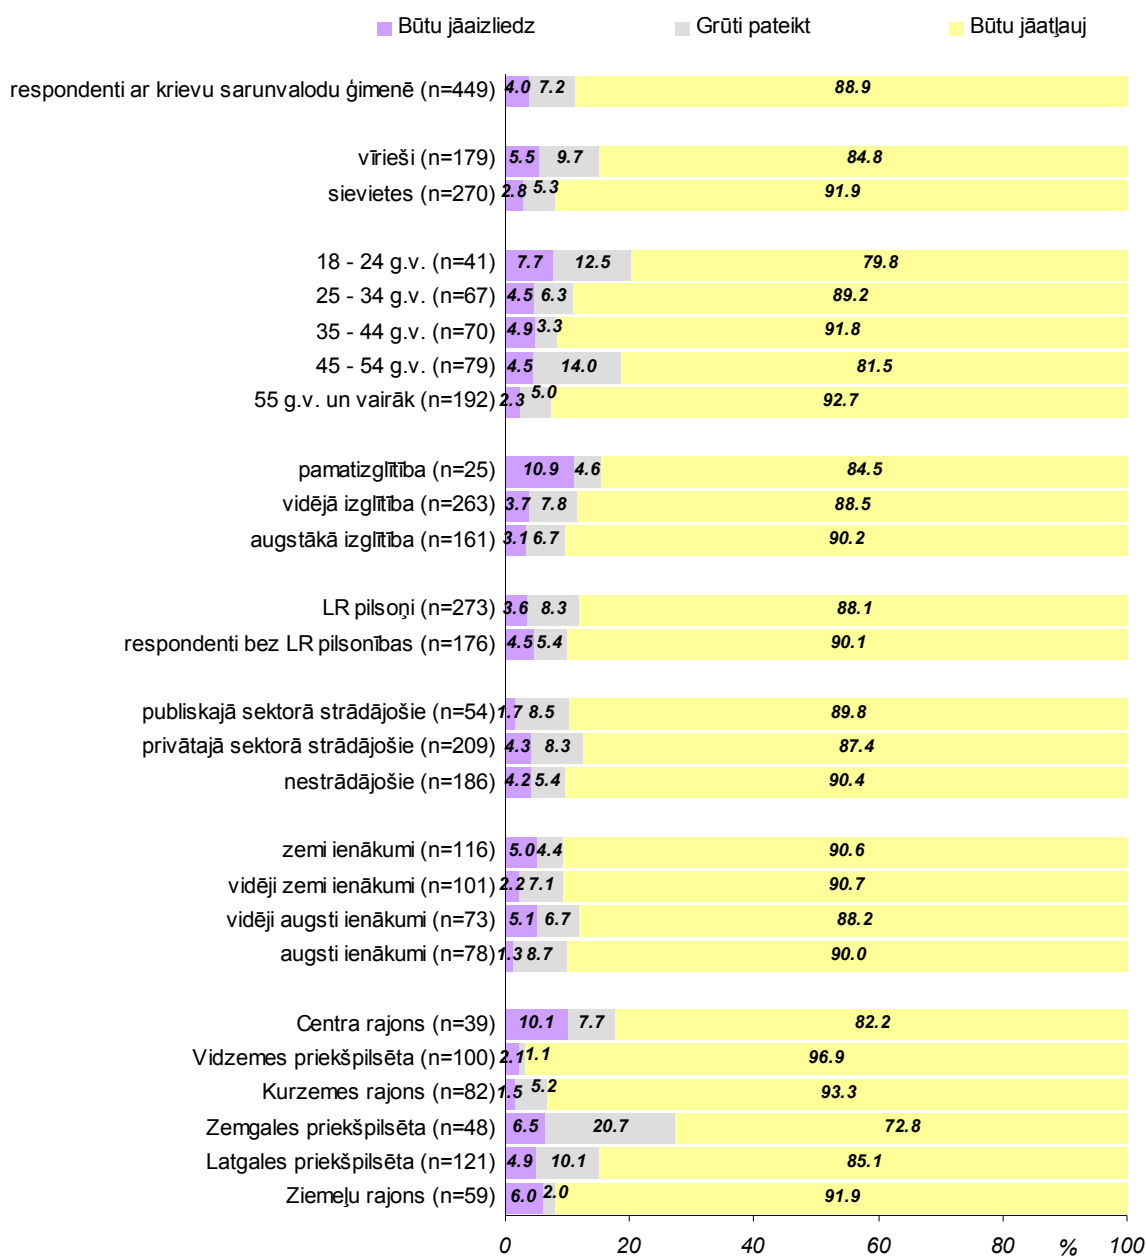 Būtu jāaizliedz Grūti pateikt Būtu jāatļauj
respondenti ar krievu sarunvalodu ģimenē (n=449) 4.0 7.2 88.9
vīrieši (n=179) 5.5 9.7 84.8
sievietes (n=270) 2.8 5.3 91.9
18 - 24 g.v. (n=41) 7.7 12.5 79.8
25 - 34 g.v. (n=67) 4.5 6.3 89.2
35 - 44 g.v. (n=70) 4.9 3.3 91.8
45 - 54 g.v. (n=79) 4.5 14.0 81.5
55 g.v. un vairāk (n=192) 2.3 5.0 92.7
pamatizglītība (n=25) 10.9 4.6 84.5
vidējā izglītība (n=263) 3.7 7.8 88.5
augstākā izglītība (n=161) 3.1 6.7 90.2
LR pilsoņi (n=273) 3.6 8.3 88.1
respondenti bez LR pilsonības (n=176) 4.5 5.4 90.1
publiskajā sektorā strādājošie (n=54) 1.7 8.5 89.8
privātajā sektorā strādājošie (n=209) 4.3 8.3 87.4
nestrādājošie (n=186) 4.2 5.4 90.4
zemi ienākumi (n=116) 5.0 4.4 90.6
vidēji zemi ienākumi (n=101) 2.2 7.1 90.7
vidēji augsti ienākumi (n=73) 5.1 6.7 88.2
augsti ienākumi (n=78) 1.3 8.7 90.0
Centra rajons (n=39) 10.1 7.7 82.2
Vidzemes priekšpilsēta (n=100) 2.1 1.1 96.9
Kurzemes rajons (n=82) 1.5 5.2 93.3
Zemgales priekšpilsēta (n=48) 6.5 20.7 72.8
Latgales priekšpilsēta (n=121) 4.9 10.1 85.1
Ziemeļu rajons (n=59) 6.0 2.0 91.9
0 20 40 60 80 % 100